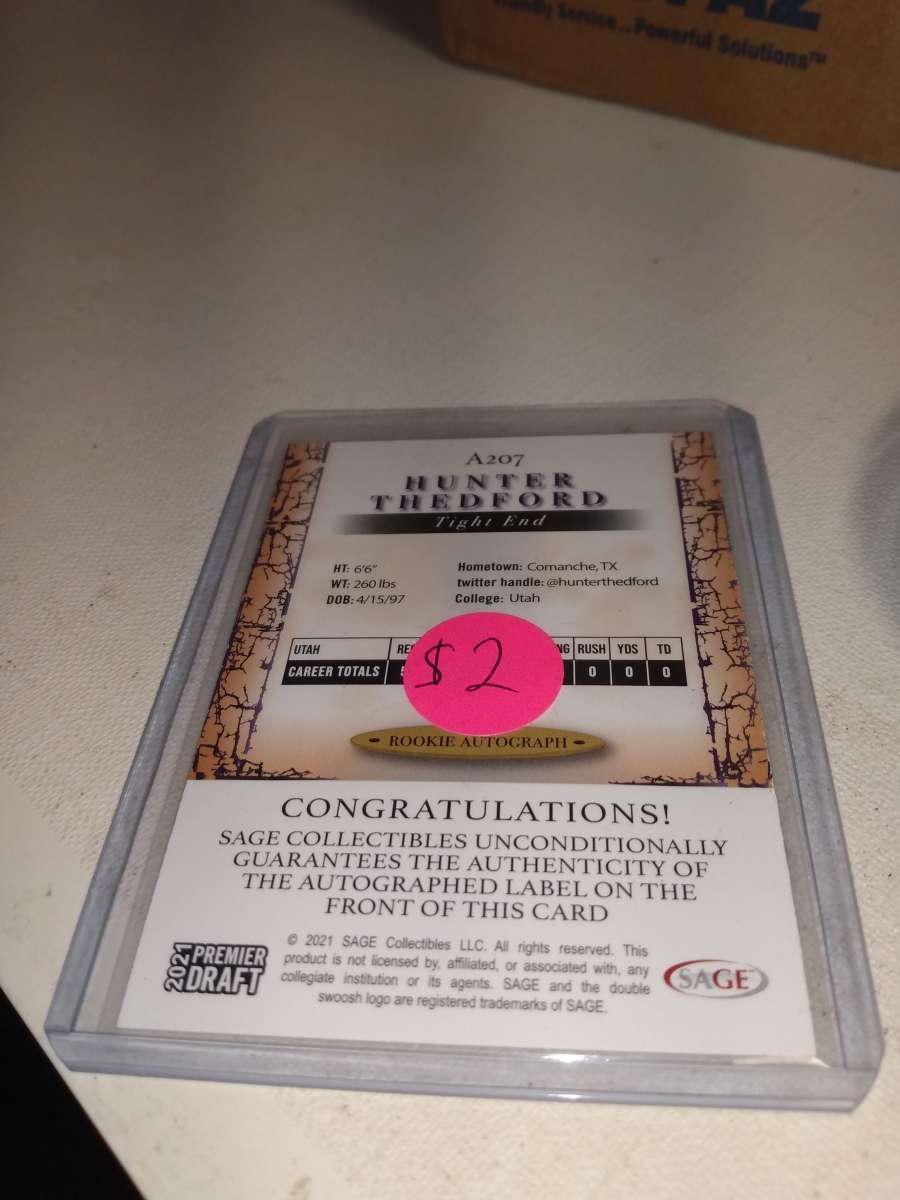 Friendly Service... Powerful Solutions™
A207
HUNTER
THEDFORD
Tight End
HT: 6'6"
WT: 260 lbs
DOB: 4/15/97
Hometown: Comanche, TX
twitter handle: @hunterthedford
College: Utah
UTAH RUSH YDS TD
CAREER TOTALS 0 0 0
$2
ROOKIE AUTOGRAPH
CONGRATULATIONS!
SAGE COLLECTIBLES UNCONDITIONALLY
GUARANTEES THE AUTHENTICITY OF
THE AUTOGRAPHED LABEL ON THE
FRONT OF THIS CARD
2021 PREMIER
DRAFT
© 2021 SAGE Collectibles LLC. All rights reserved. This
product is not licensed by, affiliated, or associated with, any
collegiate institution or its agents. SAGE and the double
swoosh logo are registered trademarks of SAGE.
SAGE